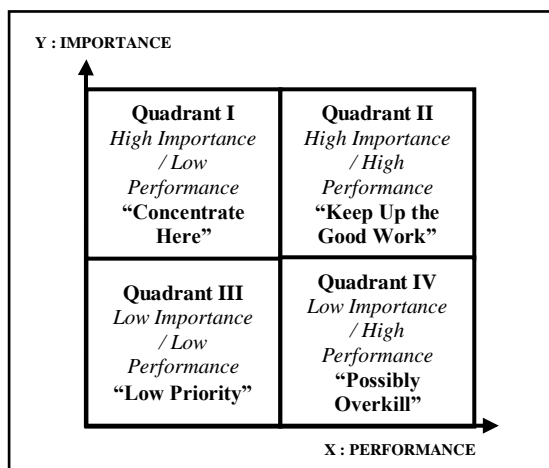 Y : IMPORTANCE
Quadrant I
High Importance
/ Low
Performance
“Concentrate
Here”
Quadrant II
High Importance
/ High
Performance
“Keep Up the
Good Work”
Quadrant III
Low Importance
/ Low
Performance
“Low Priority”
Quadrant IV
Low Importance
/ High
Performance
“Possibly
Overkill”
X : PERFORMANCE